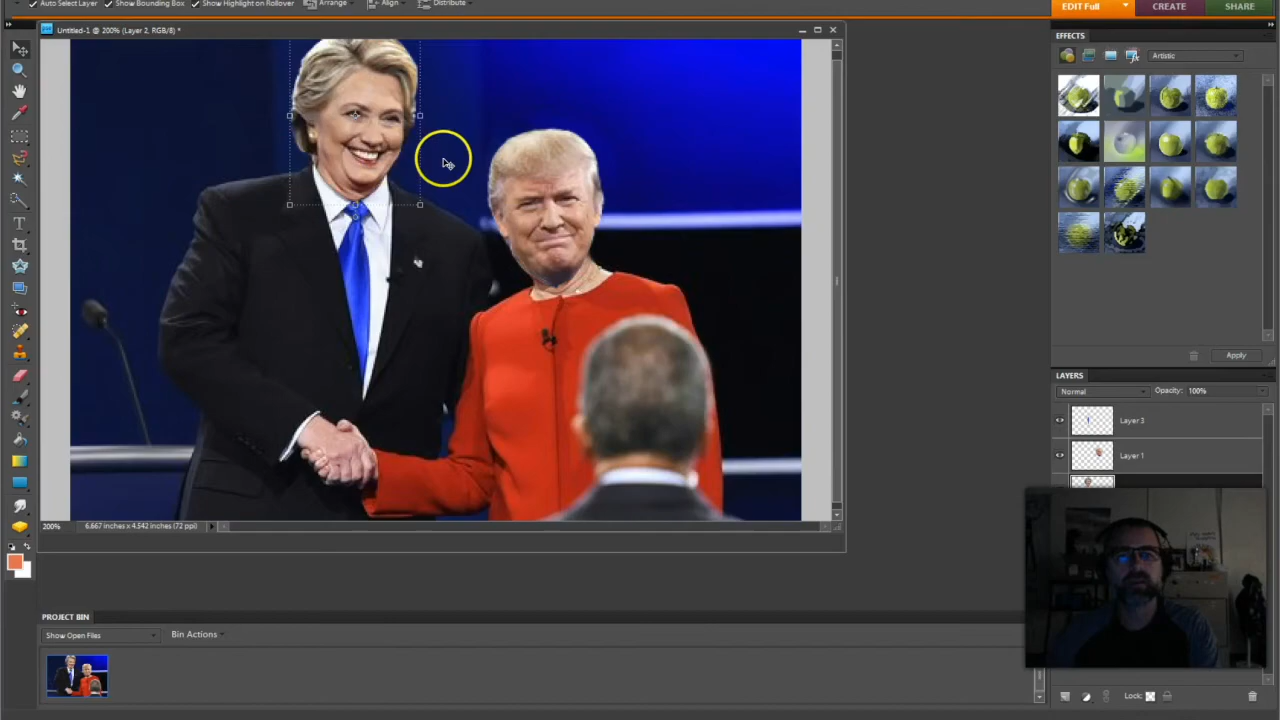 Auto Select Layer Show Bounding Box Show Highlight on Rollover Arrange Align Distribute
EDIT Full CREATE SHARE
Untitled-1 @ 200% (Layer 2, RGB/8) *
EFFECTS
Artistic
Apply
LAYERS
Normal Opacity: 100%
Layer 3
Layer 1
200% 6.667 inches x 4.542 inches (72 ppi)
PROJECT BIN
Show Open Files Bin Actions
Lock: